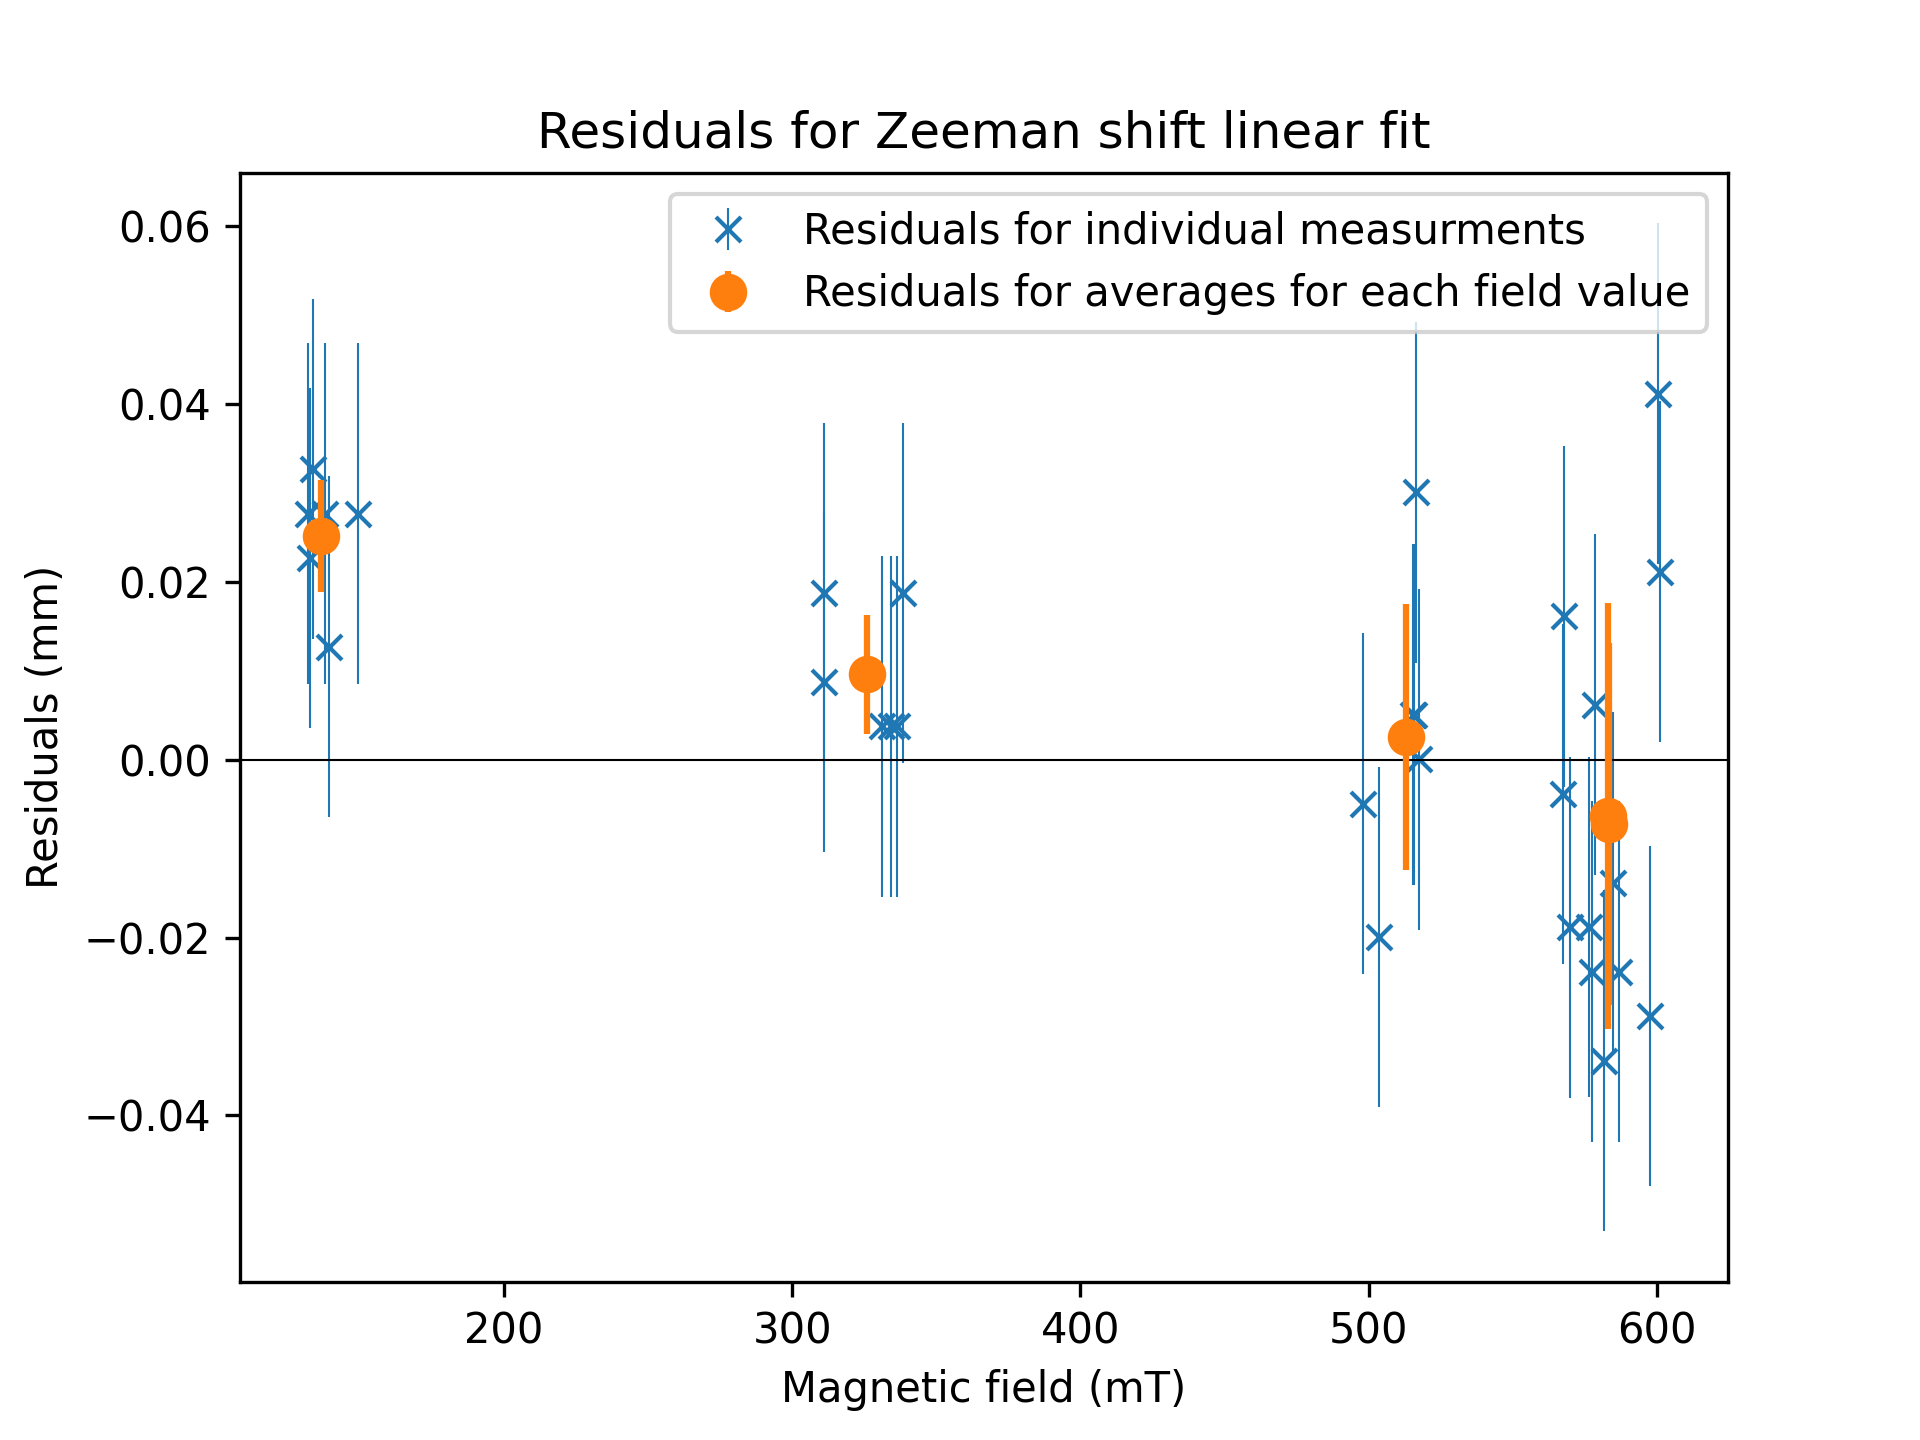 Residuals for Zeeman shift linear fit
Residuals for individual measurments
Residuals for averages for each field value
0.06
0.04
0.02
0.00
−0.02
−0.04
Residuals (mm)
200 300 400 500 600
Magnetic field (mT)